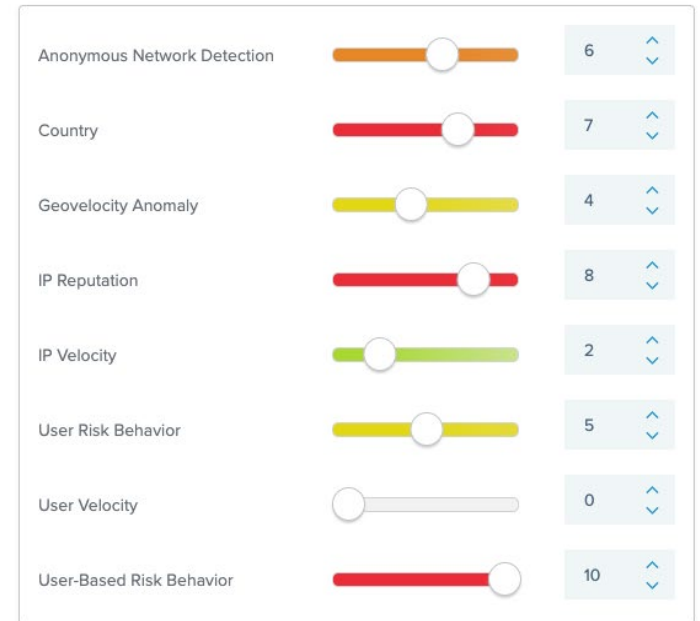 Anonymous Network Detection 6
Country 7
Geovelocity Anomaly 4
IP Reputation 8
IP Velocity 2
User Risk Behavior 5
User Velocity 0
User-Based Risk Behavior 10